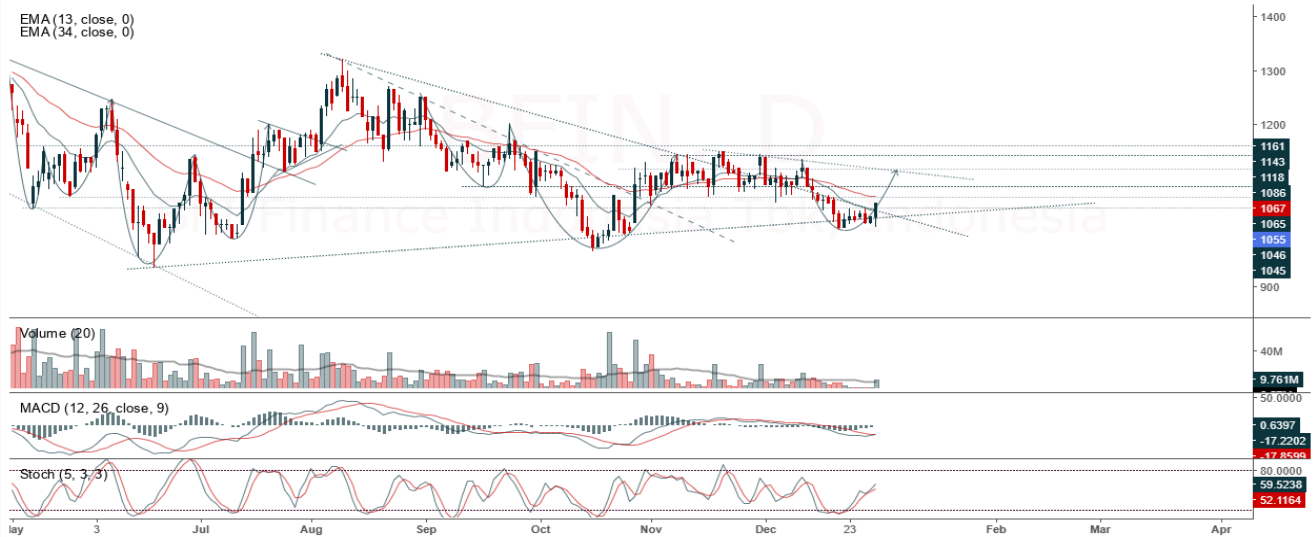 EMA (13, close, 0)
EMA (34, close, 0)
1400
1300
1200
1161
1143
1118
1086
1067
1065
1055
1046
1045
900
Volume (20)
40M
9.761M
MACD (12, 26, close, 9)
50.0000
0.6397
-17.2202
-17.8599
Stoch (5, 3, 3)
80.0000
59.5238
52.1164
3 Jul Aug Sep Oct Nov Dec 23 Feb Mar Apr